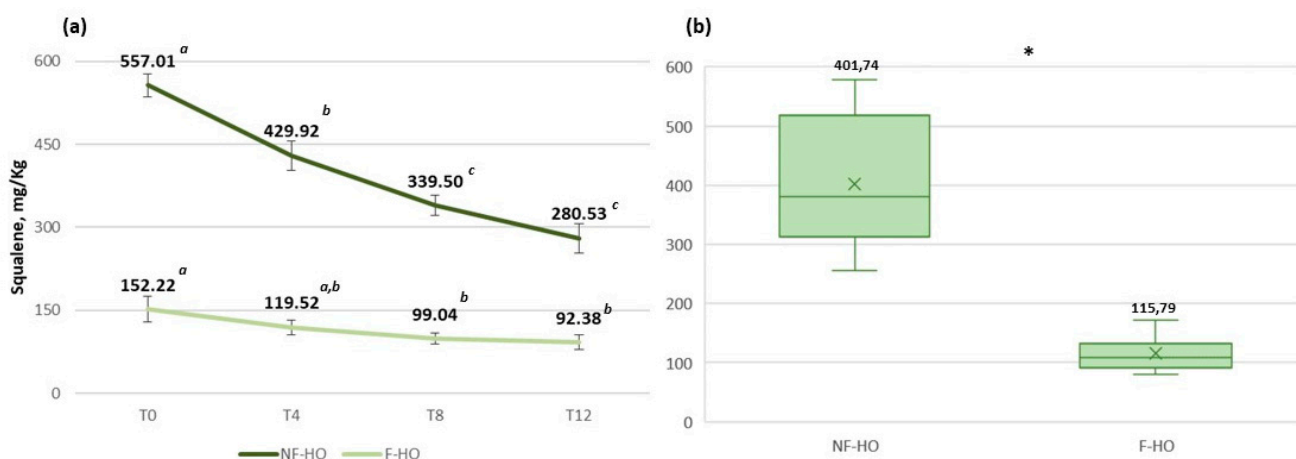 (a)
Squalene, mg/Kg
600
450
300
150
0
557.01 a
429.92 b
339.50 c
280.53 c
152.22 a
119.52 a,b
99.04 b
92.38 b
T0 T4 T8 T12
NF-HO F-HO
(b)
*
600
500
400
300
200
100
0
401,74
115,79
NF-HO F-HO